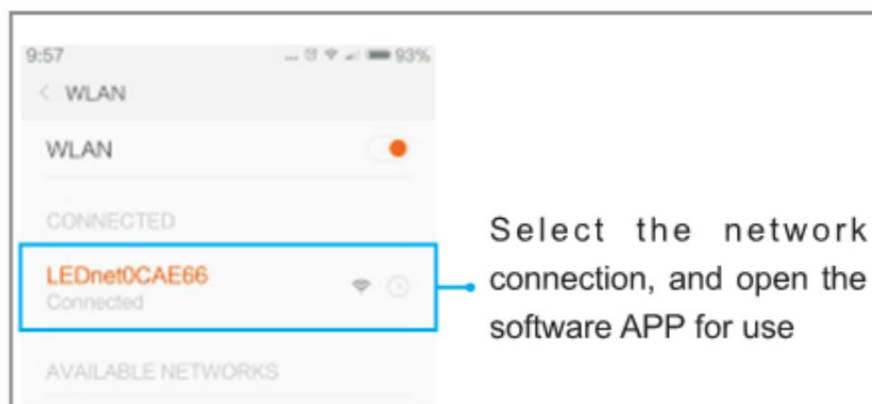 9:57
... 93%
WLAN
WLAN
CONNECTED
LEDnet0CAE66
Connected
AVAILABLE NETWORKS
Select the network
connection, and open the
software APP for use